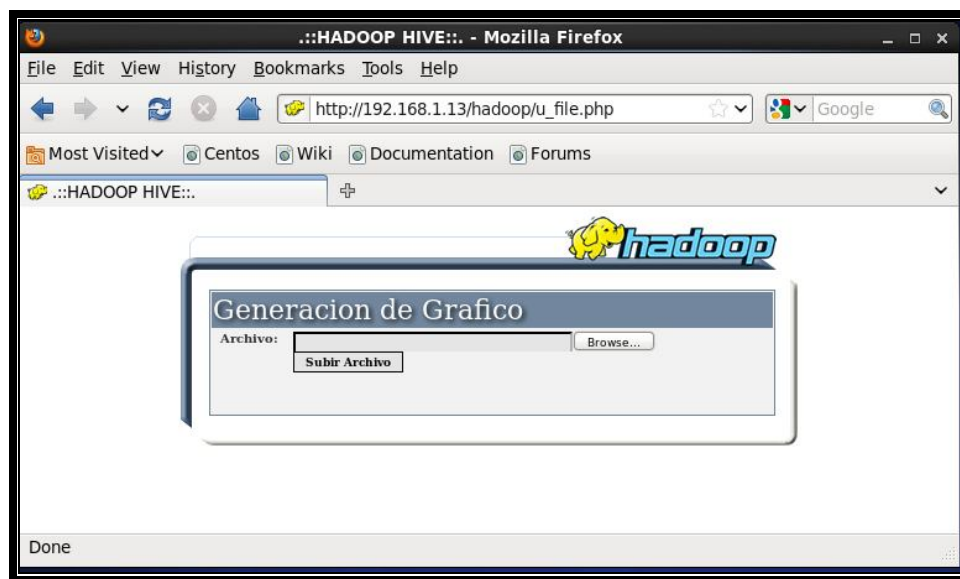 .::HADOOP HIVE::. - Mozilla Firefox
File Edit View History Bookmarks Tools Help
http://192.168.1.13/hadoop/u_file.php
Google
Most Visited Centos Wiki Documentation Forums
.::HADOOP HIVE::.
hadoop
Generacion de Grafico
Archivo:
Browse...
Subir Archivo
Done